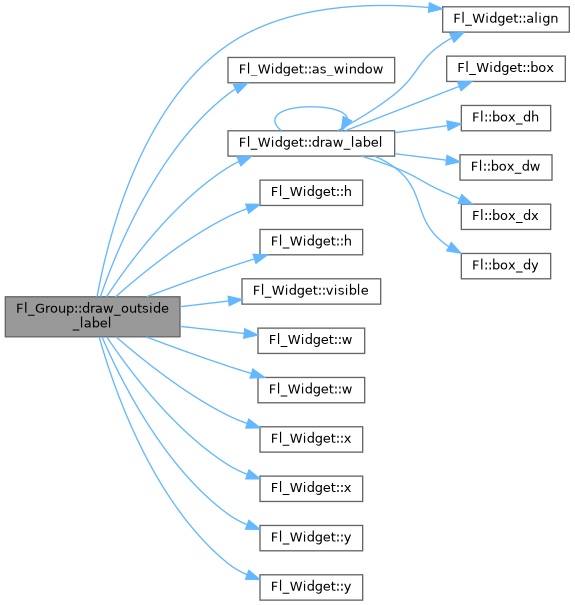 Fl_Widget::align
Fl_Widget::as_window
Fl_Widget::box
Fl::box_dh
Fl_Widget::draw_label
Fl::box_dw
Fl_Widget::h
Fl::box_dx
Fl_Widget::h
Fl::box_dy
Fl_Widget::visible
Fl_Group::draw_outside
_label
Fl_Widget::w
Fl_Widget::w
Fl_Widget::x
Fl_Widget::x
Fl_Widget::y
Fl_Widget::y